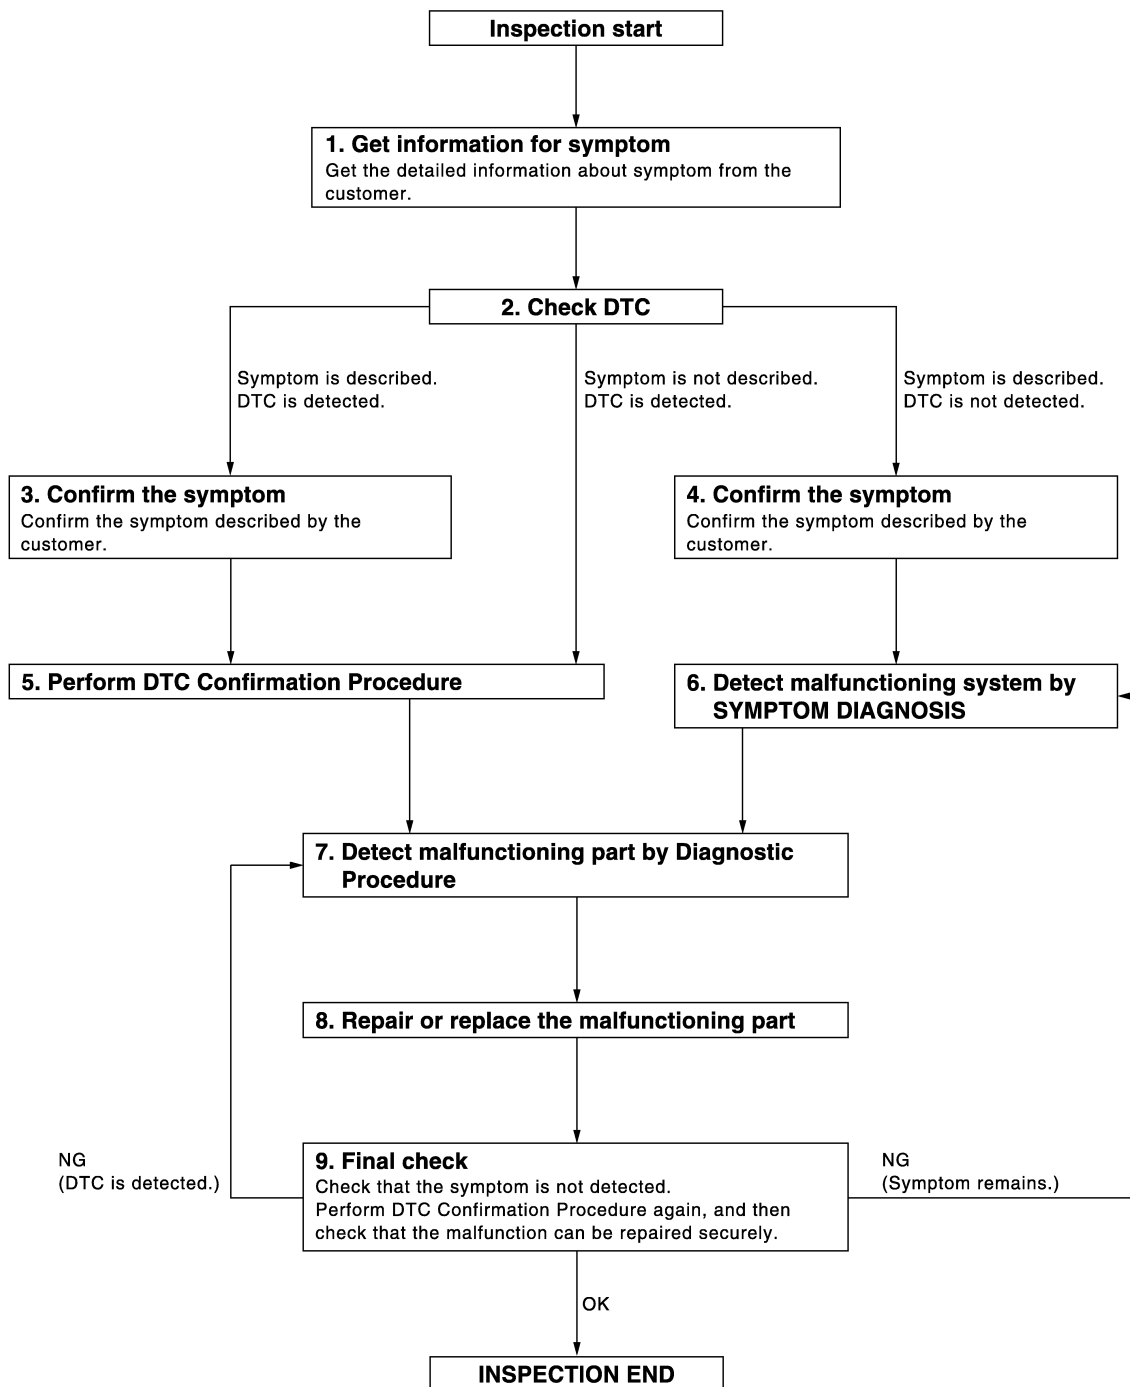 Inspection start
1. Get information for symptom
Get the detailed information about symptom from the
customer.
2. Check DTC
Symptom is described.
DTC is detected.
Symptom is not described.
DTC is detected.
Symptom is described.
DTC is not detected.
3. Confirm the symptom
Confirm the symptom described by the
customer.
4. Confirm the symptom
Confirm the symptom described by the
customer.
5. Perform DTC Confirmation Procedure
6. Detect malfunctioning system by
SYMPTOM DIAGNOSIS
7. Detect malfunctioning part by Diagnostic
Procedure
8. Repair or replace the malfunctioning part
NG
(DTC is detected.)
9. Final check
Check that the symptom is not detected.
Perform DTC Confirmation Procedure again, and then
check that the malfunction can be repaired securely.
NG
(Symptom remains.)
OK
INSPECTION END